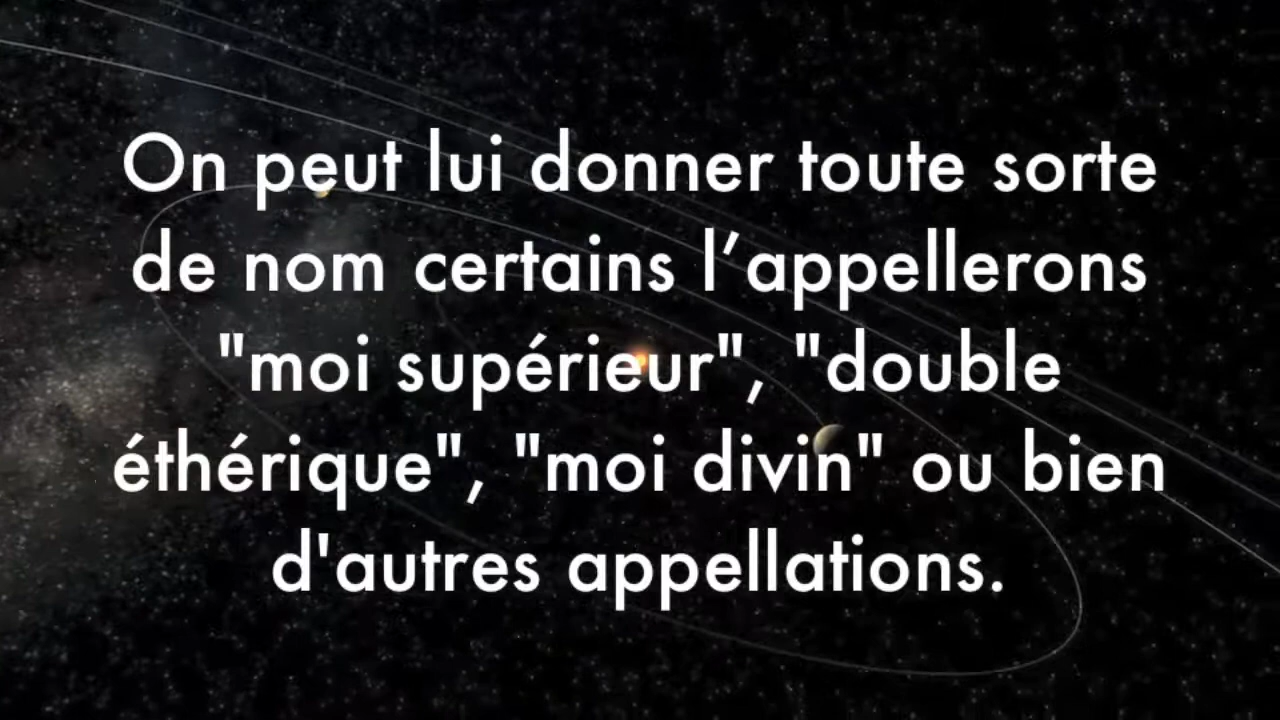 On peut lui donner toute sorte
de nom certains l’appellerons
"moi supérieur", "double
éthérique", "moi divin" ou bien
d'autres appellations.